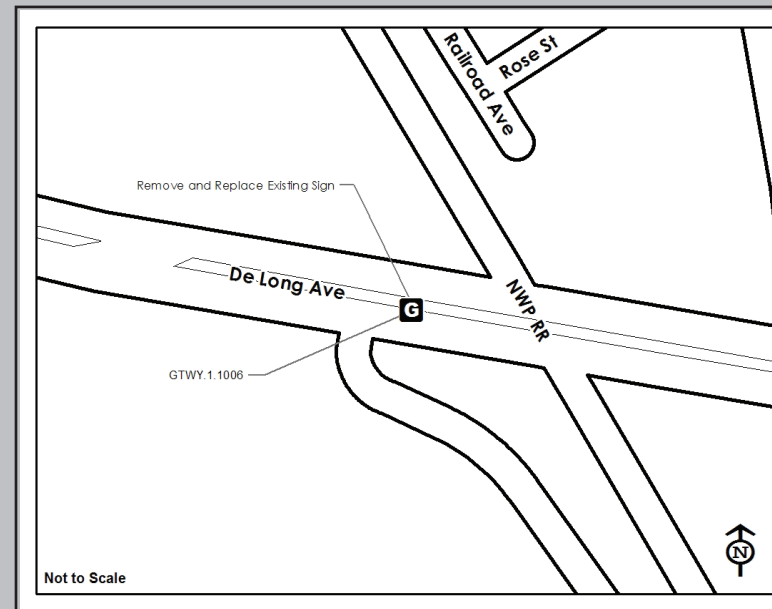 Railroad Ave
Rose St
Remove and Replace Existing Sign
De Long Ave
G
NWP RR
GTWY.1.1006
N
Not to Scale